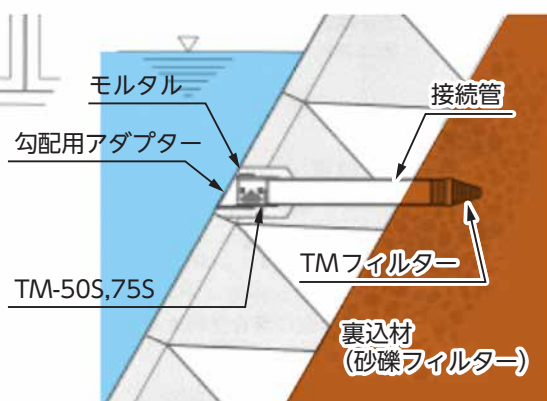 モルタル
接続管
勾配用アダプター
TMフィルター
TM-50S,75S
裏込材
（砂礫フィルター）